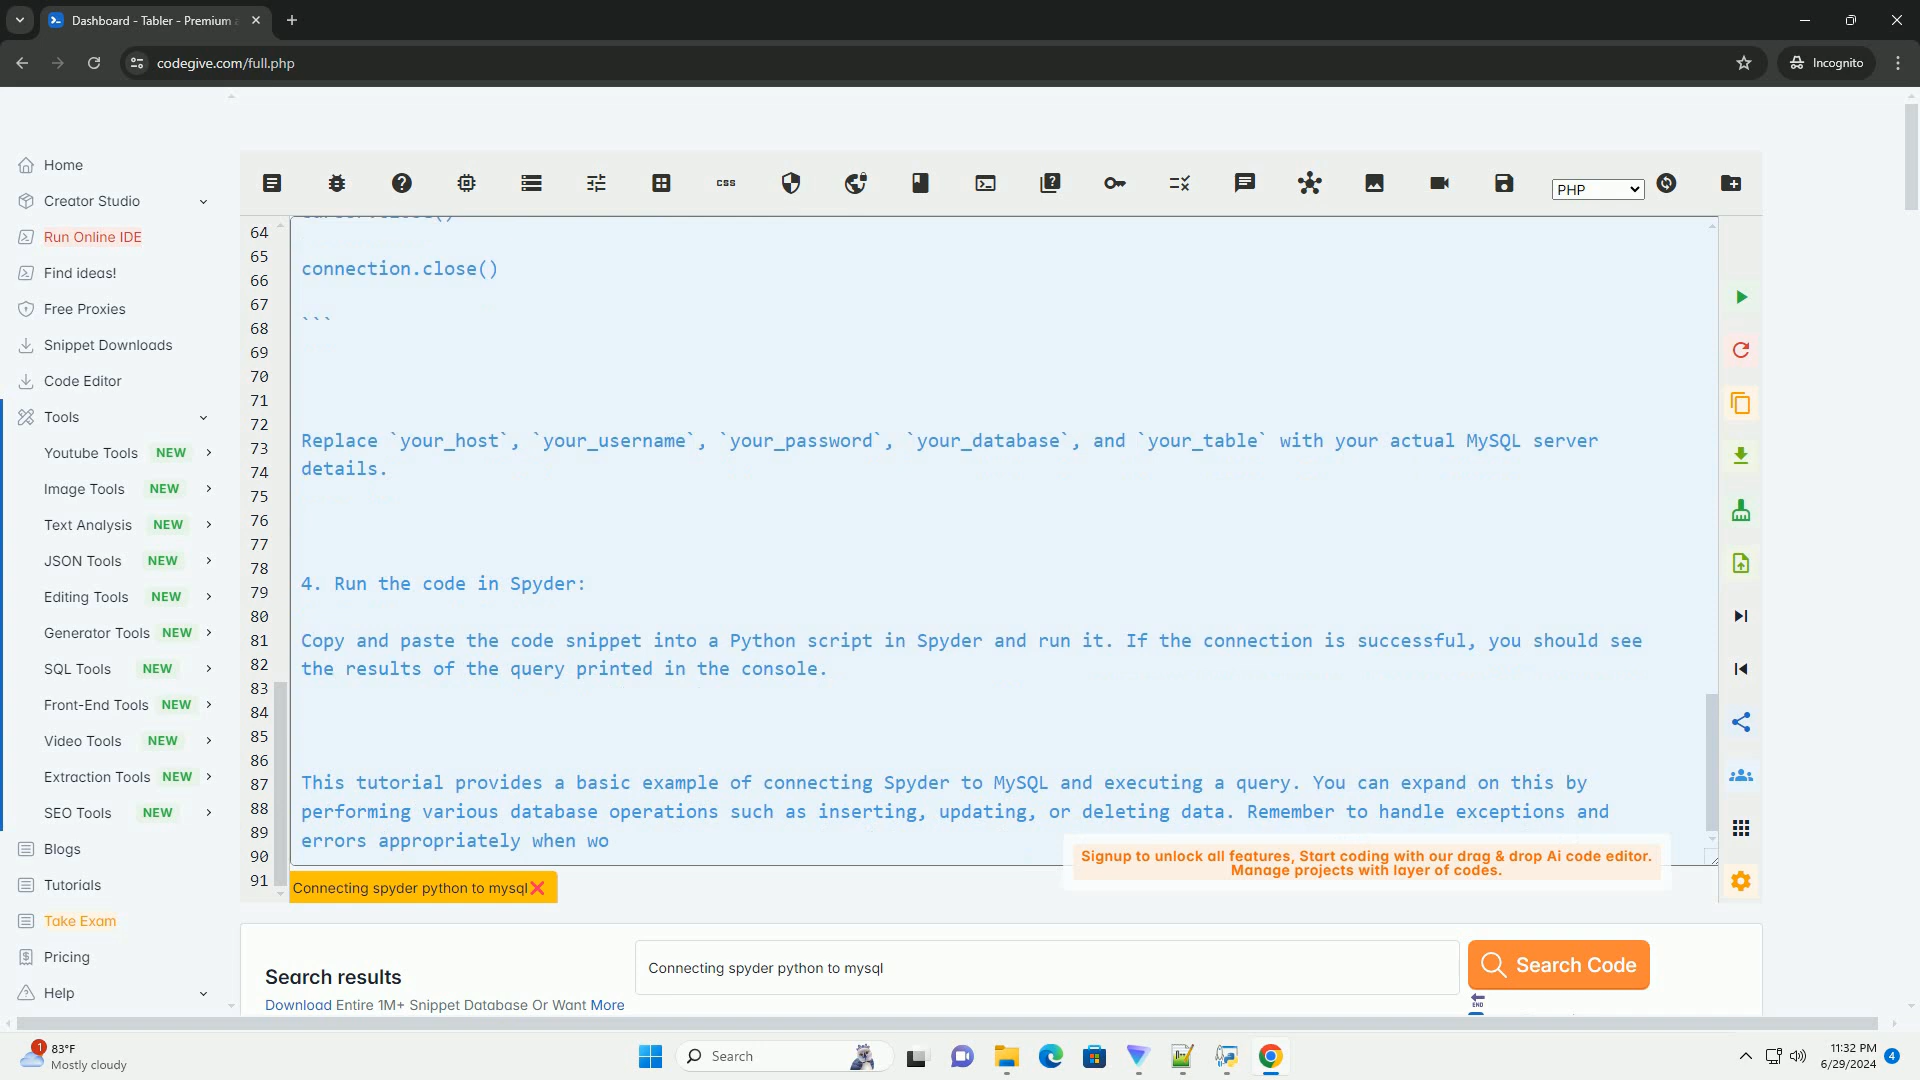 Dashboard - Tabler - Premium
codegive.com/full.php
Incognito
Home
Creator Studio
Run Online IDE
Find ideas!
Free Proxies
Snippet Downloads
Code Editor
Tools
Youtube Tools NEW
Image Tools NEW
Text Analysis NEW
JSON Tools NEW
Editing Tools NEW
Generator Tools NEW
SQL Tools NEW
Front-End Tools NEW
Video Tools NEW
Extraction Tools NEW
SEO Tools NEW
Blogs
Tutorials
Take Exam
Pricing
Help
css
PHP
64
65
66
67
68
69
70
71
72
73
74
75
76
77
78
79
80
81
82
83
84
85
86
87
88
89
90
91
connection.close()
```
Replace `your_host`, `your_username`, `your_password`, `your_database`, and `your_table` with your actual MySQL server
details.
4. Run the code in Spyder:
Copy and paste the code snippet into a Python script in Spyder and run it. If the connection is successful, you should see
the results of the query printed in the console.
This tutorial provides a basic example of connecting Spyder to MySQL and executing a query. You can expand on this by
performing various database operations such as inserting, updating, or deleting data. Remember to handle exceptions and
errors appropriately when wo
Signup to unlock all features, Start coding with our drag & drop Ai code editor.
Manage projects with layer of codes.
Connecting spyder python to mysql
Search results
Download Entire 1M+ Snippet Database Or Want More
Connecting spyder python to mysql
Search Code
END
1
83°F
Mostly cloudy
Search
11:32 PM
6/29/2024
4